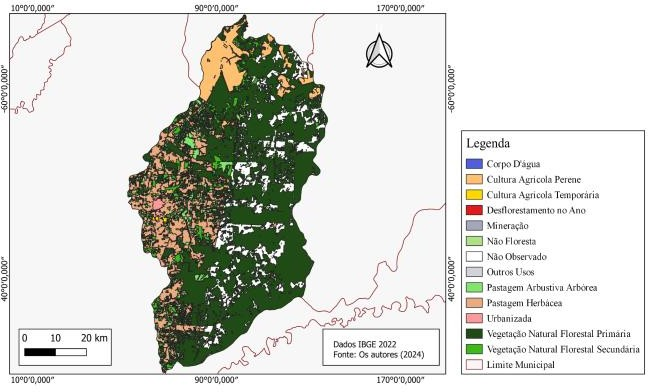 10°0'0,000" 90°0'0,000" 170°0'0,000"
-60°0'0,000" -60°0'0,000"
Legenda
Corpo D'água
Cultura Agricola Perene
Cultura Agricola Temporária
Desflorestamento no Ano
Mineração
Não Floresta
Não Observado
Outros Usos
Pastagem Arbustiva Arbórea
Pastagem Herbácea
Urbanizada
Vegetação Natural Florestal Primária
Vegetação Natural Florestal Secundária
Limite Municipal
40°0'0,000" 40°0'0,000"
0 10 20 km
Dados IBGE 2022
Fonte: Os autores (2024)
10°0'0,000" 90°0'0,000" 170°0'0,000"